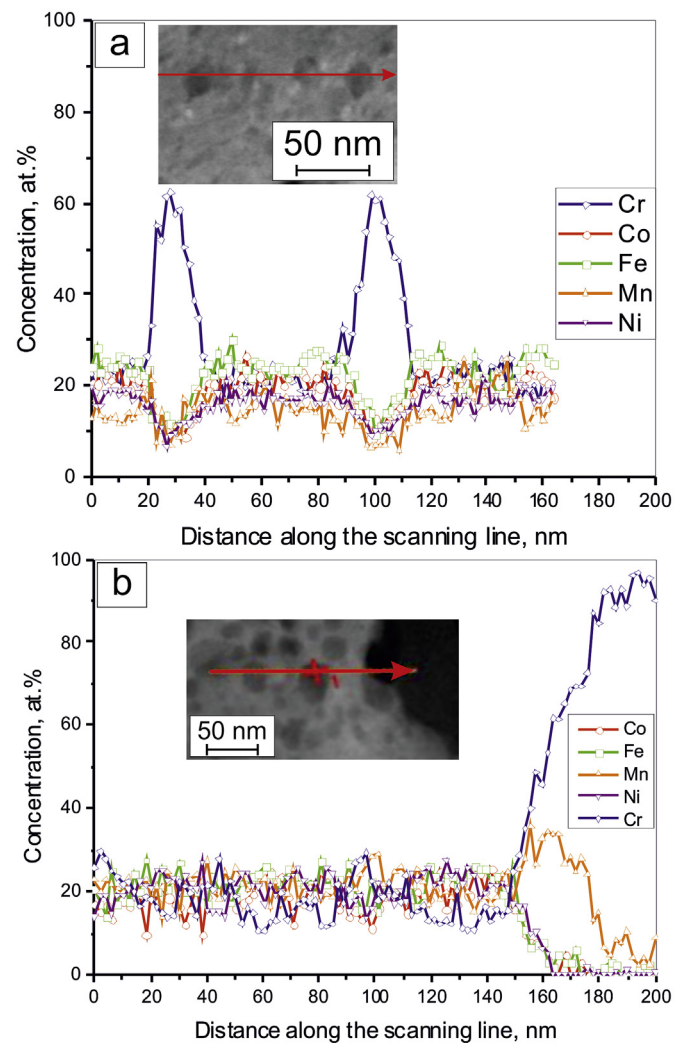 a
100
80
60
40
20
0
Concentration, at.%
50 nm
Cr
Co
Fe
Mn
Ni
0 20 40 60 80 100 120 140 160 180 200
Distance along the scanning line, nm
b
100
80
60
40
20
0
Concentration, at.%
50 nm
Co
Fe
Mn
Ni
Cr
0 20 40 60 80 100 120 140 160 180 200
Distance along the scanning line, nm